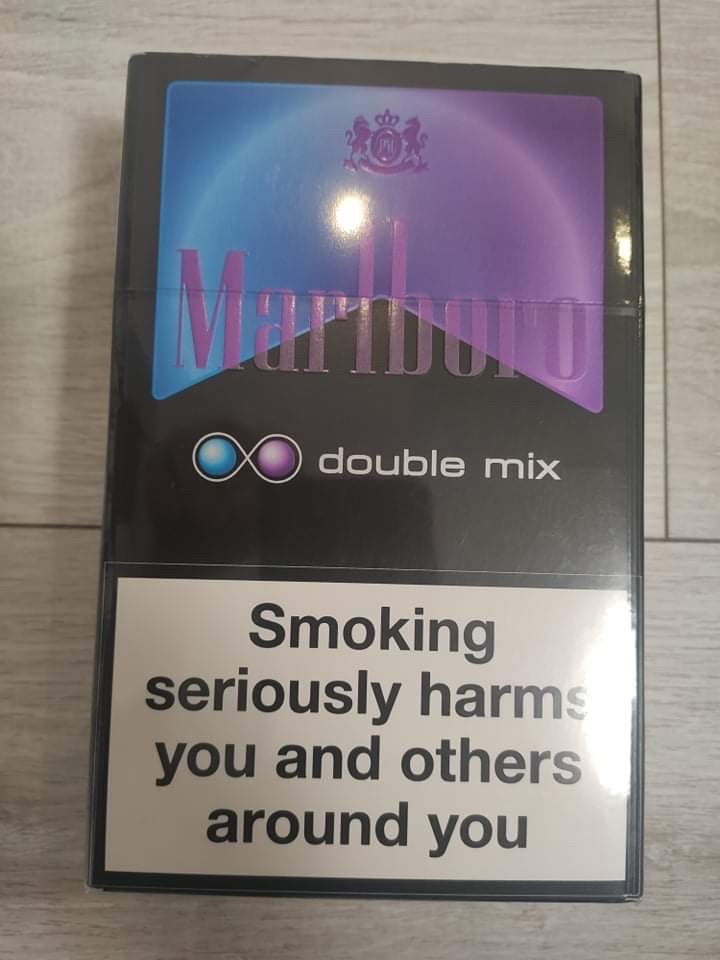 Marlboro
double mix
Smoking
seriously harms
you and others
around you